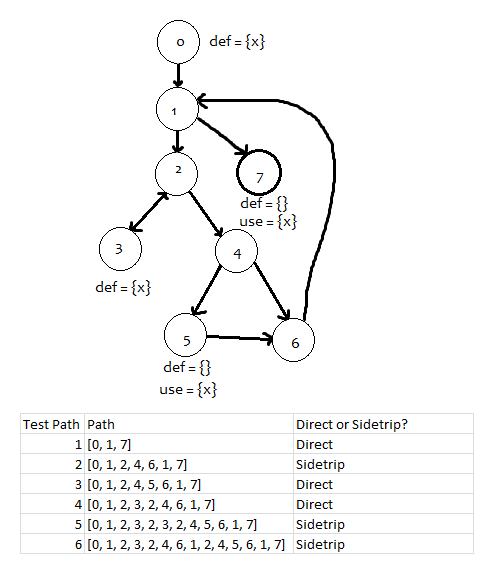 0
def = {x}
1
2
7
def = {}
use = {x}
3
4
def = {x}
5
6
def = {}
use = {x}
Test Path Path Direct or Sidetrip?
1 [0, 1, 7] Direct
2 [0, 1, 2, 4, 6, 1, 7] Sidetrip
3 [0, 1, 2, 4, 5, 6, 1, 7] Direct
4 [0, 1, 2, 3, 2, 4, 6, 1, 7] Direct
5 [0, 1, 2, 3, 2, 3, 2, 4, 5, 6, 1, 7] Sidetrip
6 [0, 1, 2, 3, 2, 4, 6, 1, 2, 4, 5, 6, 1, 7] Sidetrip